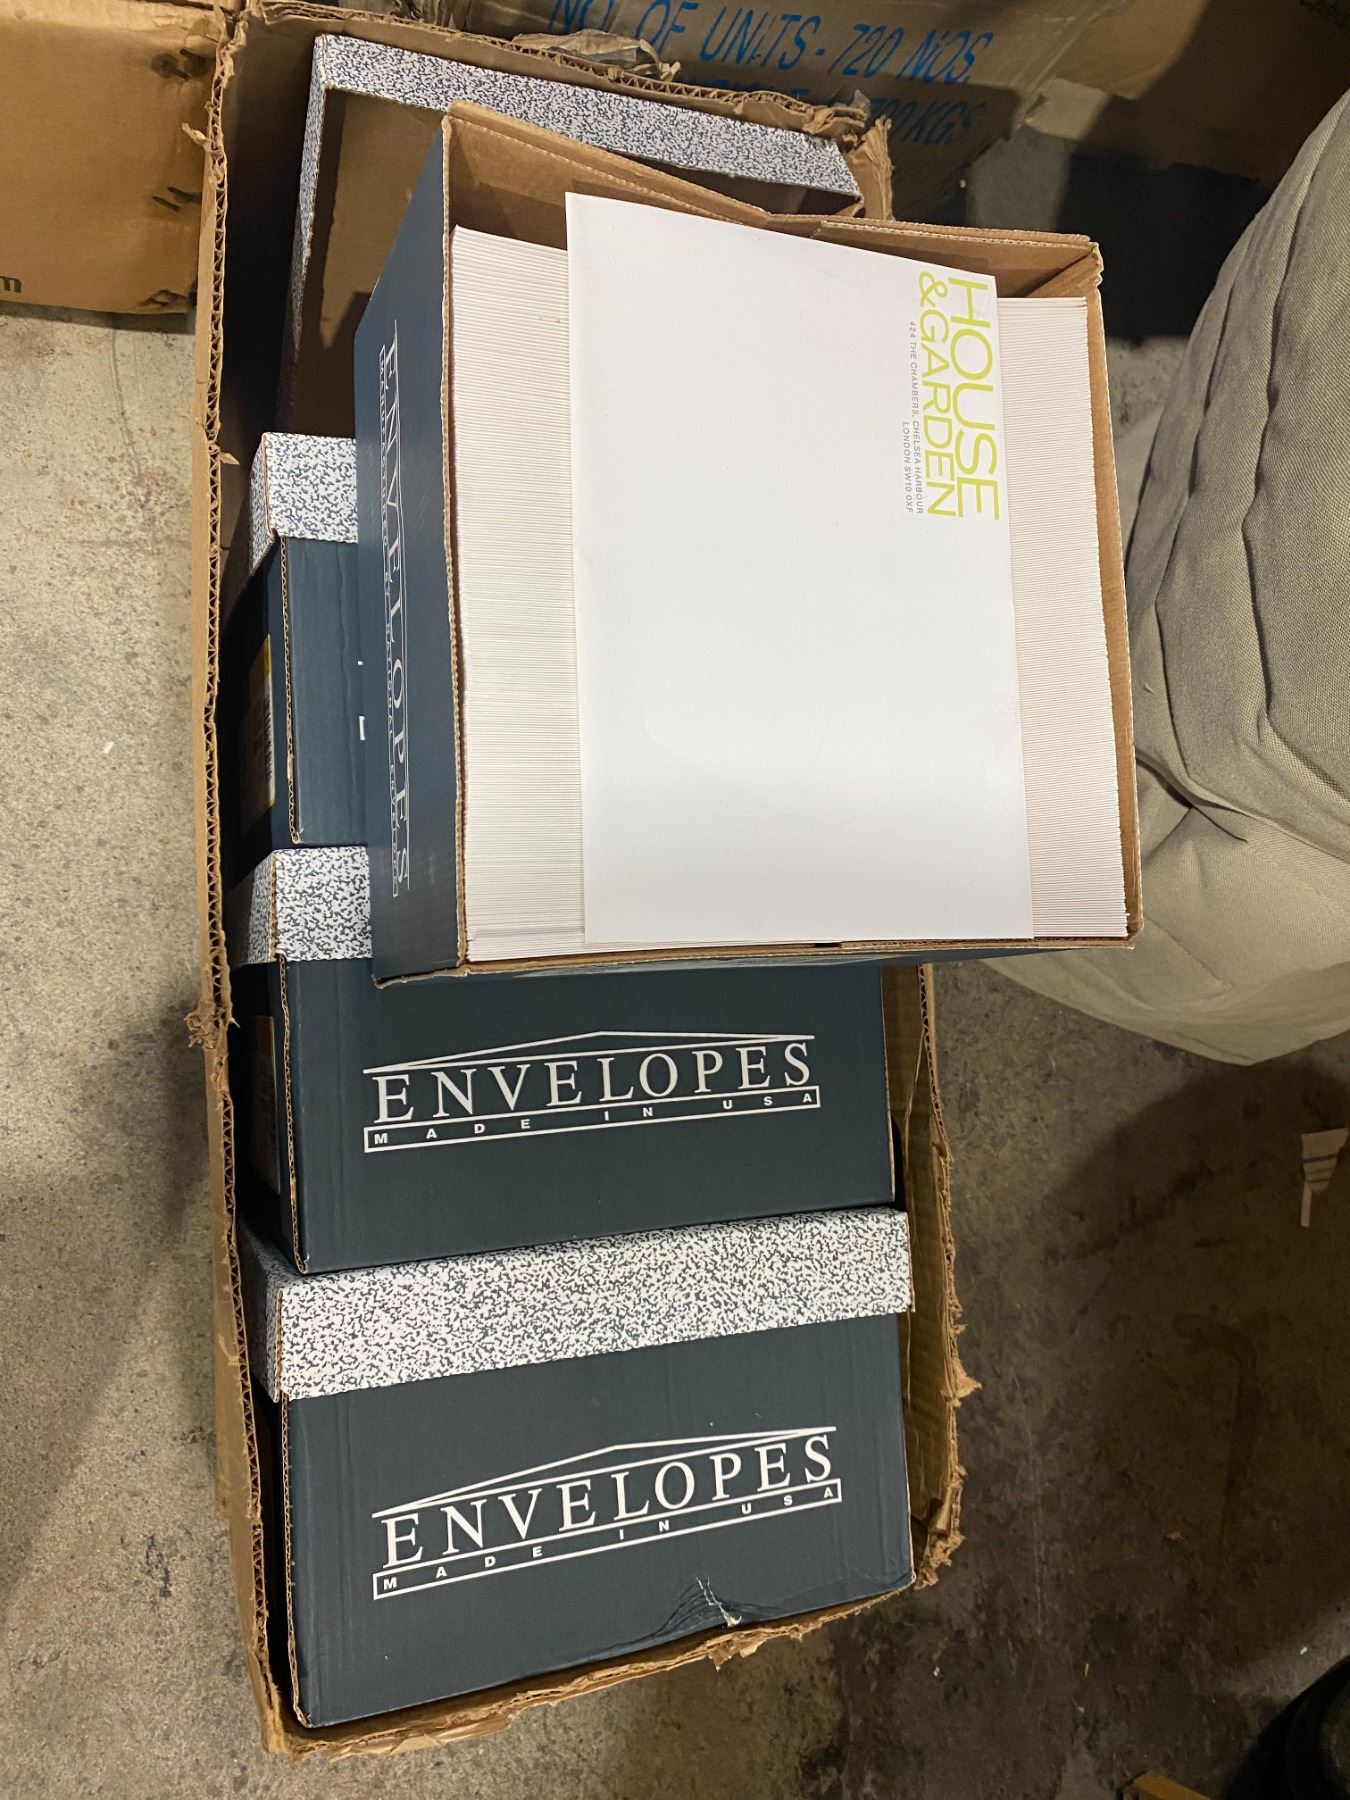 NO. OF UNITS - 720 NOS.
HOUSE
& GARDEN
424 THE CHAMBERS, CHELSEA HARBOUR
LONDON SW10 0XF
ENVELOPES
ENVELOPES
MADE IN USA
ENVELOPES
MADE IN USA